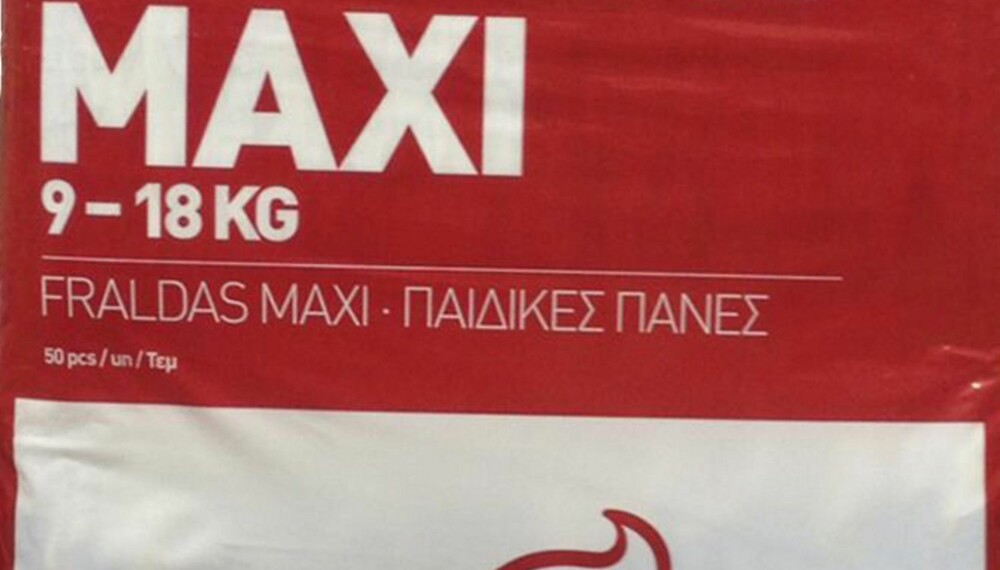 MAXI
9 – 18 KG
FRALDAS MAXI · ΠΑΙΔΙΚΕΣ ΠΑΝΕΣ
50 pcs / un / Τεμ